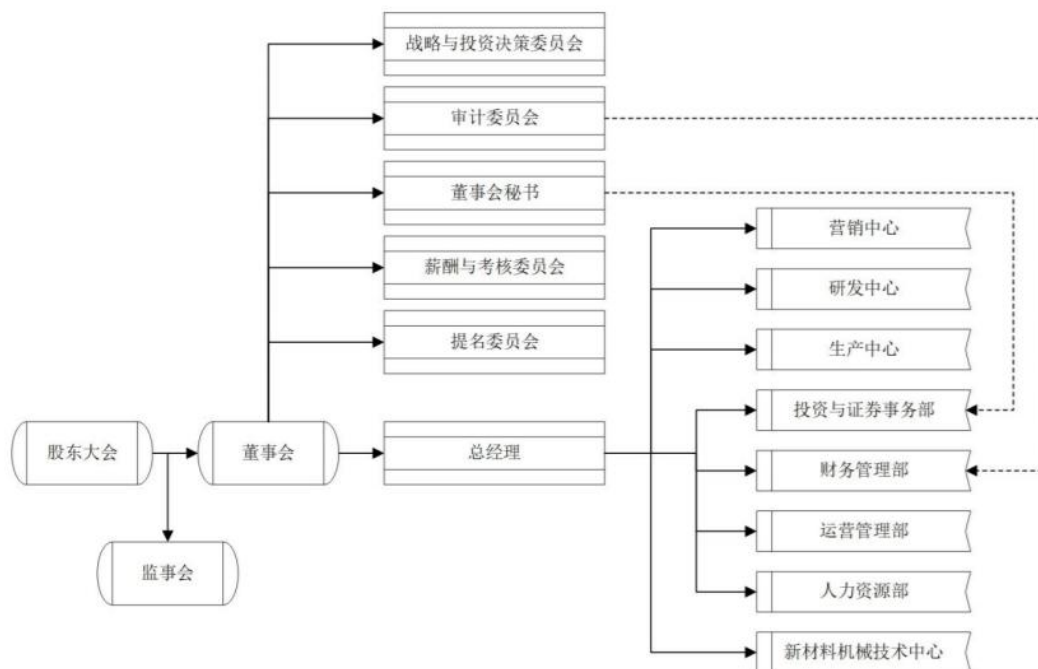 战略与投资决策委员会
审计委员会
董事会秘书
薪酬与考核委员会
提名委员会
股东大会
董事会
总经理
监事会
营销中心
研发中心
生产中心
投资与证券事务部
财务管理部
运营管理部
人力资源部
新材料机械技术中心